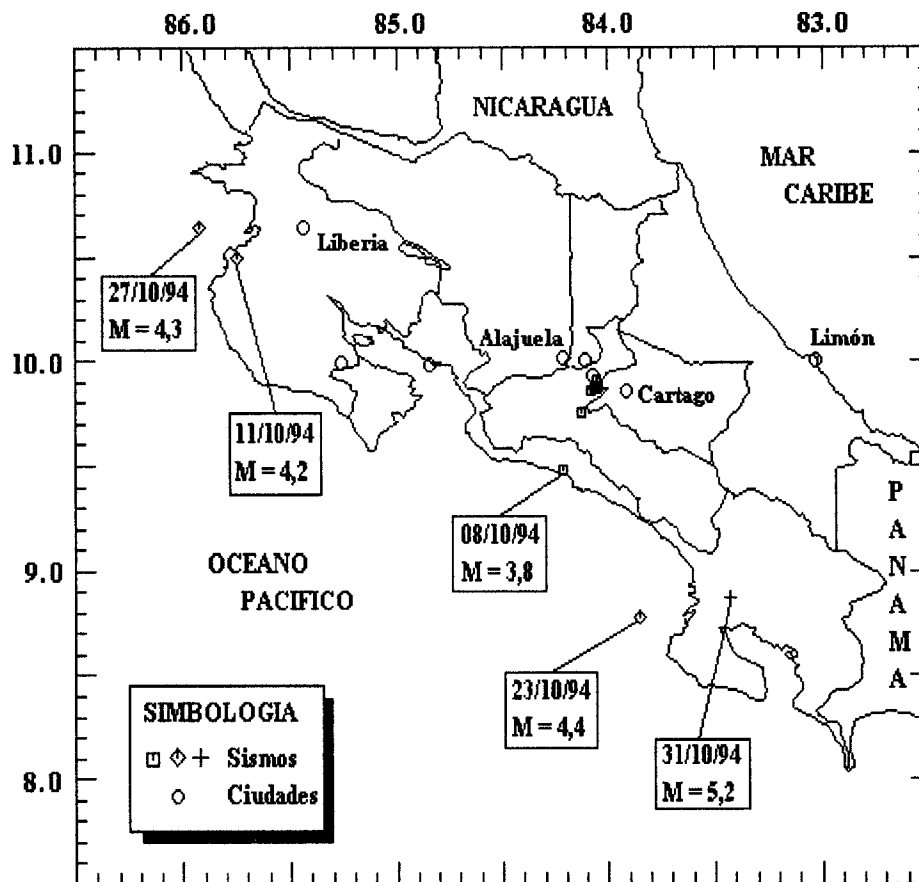 86.0 85.0 84.0 83.0
NICARAGUA
11.0
MAR
CARIBE
Liberia
27/10/94
M = 4,3
Alajuela
Limón
10.0
Cartago
11/10/94
M = 4,2
PANAMA
08/10/94
M = 3,8
OCEANO
PACIFICO
9.0
23/10/94
M = 4,4
SIMBOLOGIA
Sismos
Ciudades
31/10/94
M = 5,2
8.0